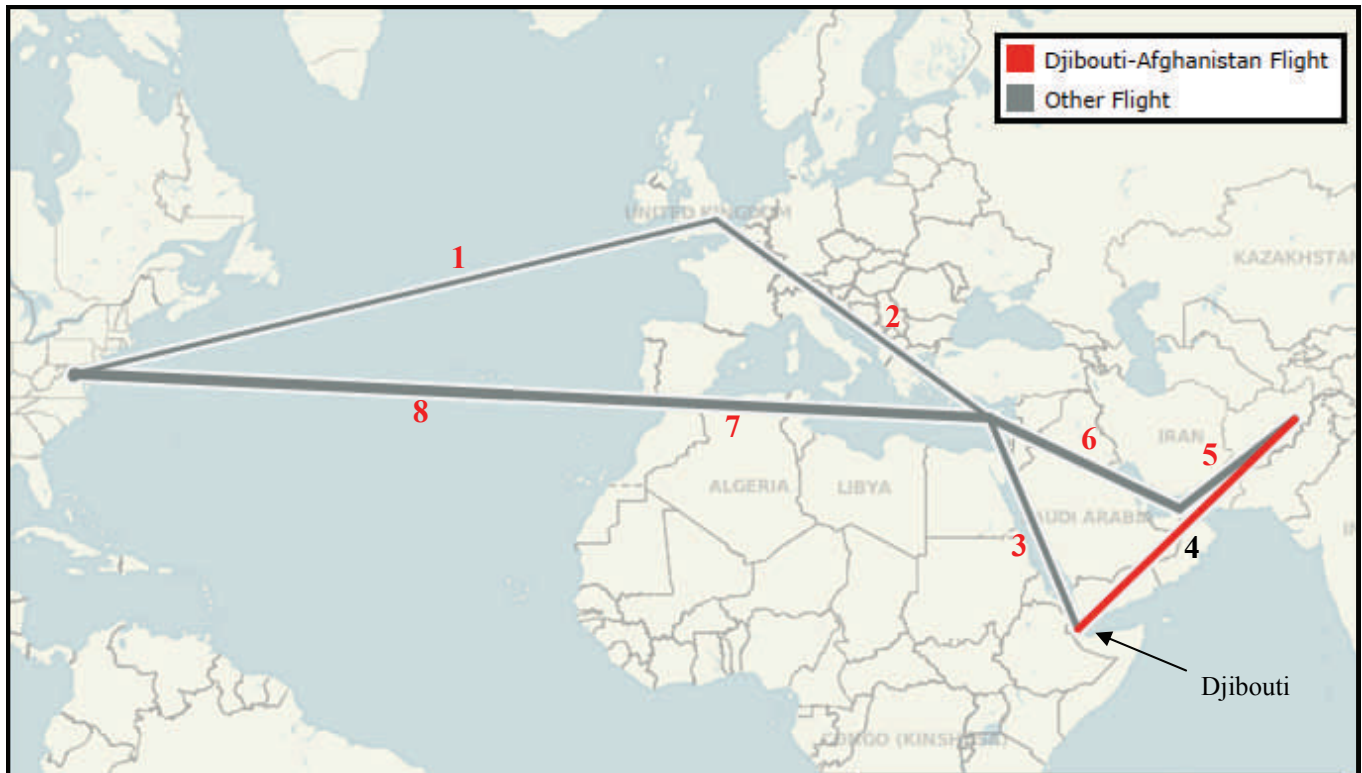 Djibouti-Afghanistan Flight
Other Flight
UNITED KINGDOM
1
KAZAKHSTAN
2
8
7
6
IRAN
5
ALGERIA
LIBYA
AUDI ARABIA
3
4
Djibouti
CONGO (KINSHASA)